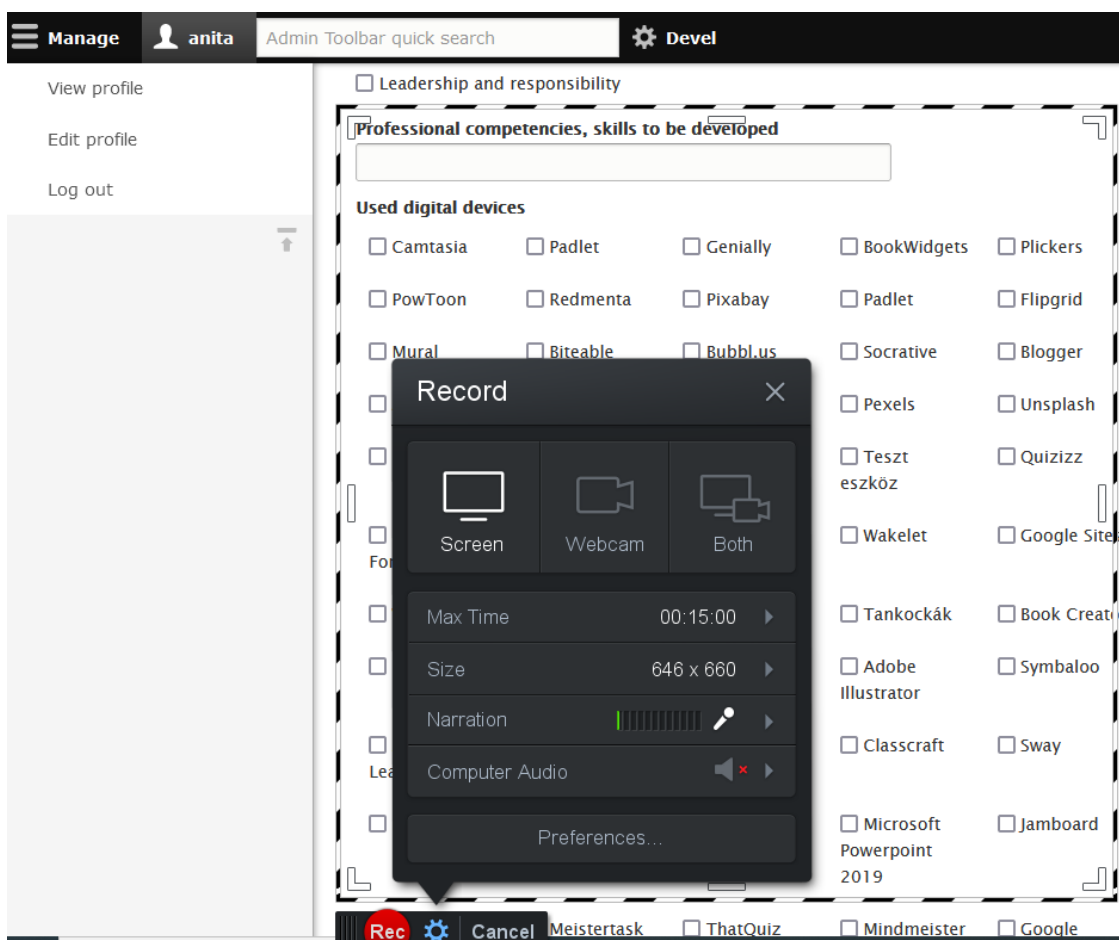 Manage anita Admin Toolbar quick search Devel
View profile
Edit profile
Log out
Leadership and responsibility
Professional competencies, skills to be developed
Used digital devices
Camtasia Padlet Genially BookWidgets Plickers
PowToon Redmenta Pixabay Padlet Flipgrid
Mural Biteable Bubbl.us Socrative Blogger
Pexels Unsplash
Teszt Quizizz
eszköz
Wakelet Google Sites
For
Tankockák Book Creato
Adobe Symbaloo
Illustrator
Classcraft Sway
Lea
Microsoft Jamboard
Powerpoint
2019
Meistertask ThatQuiz Mindmeister Google
Record
Screen Webcam Both
Max Time 00:15:00
Size 646 x 660
Narration
Computer Audio
Preferences...
Rec Cancel